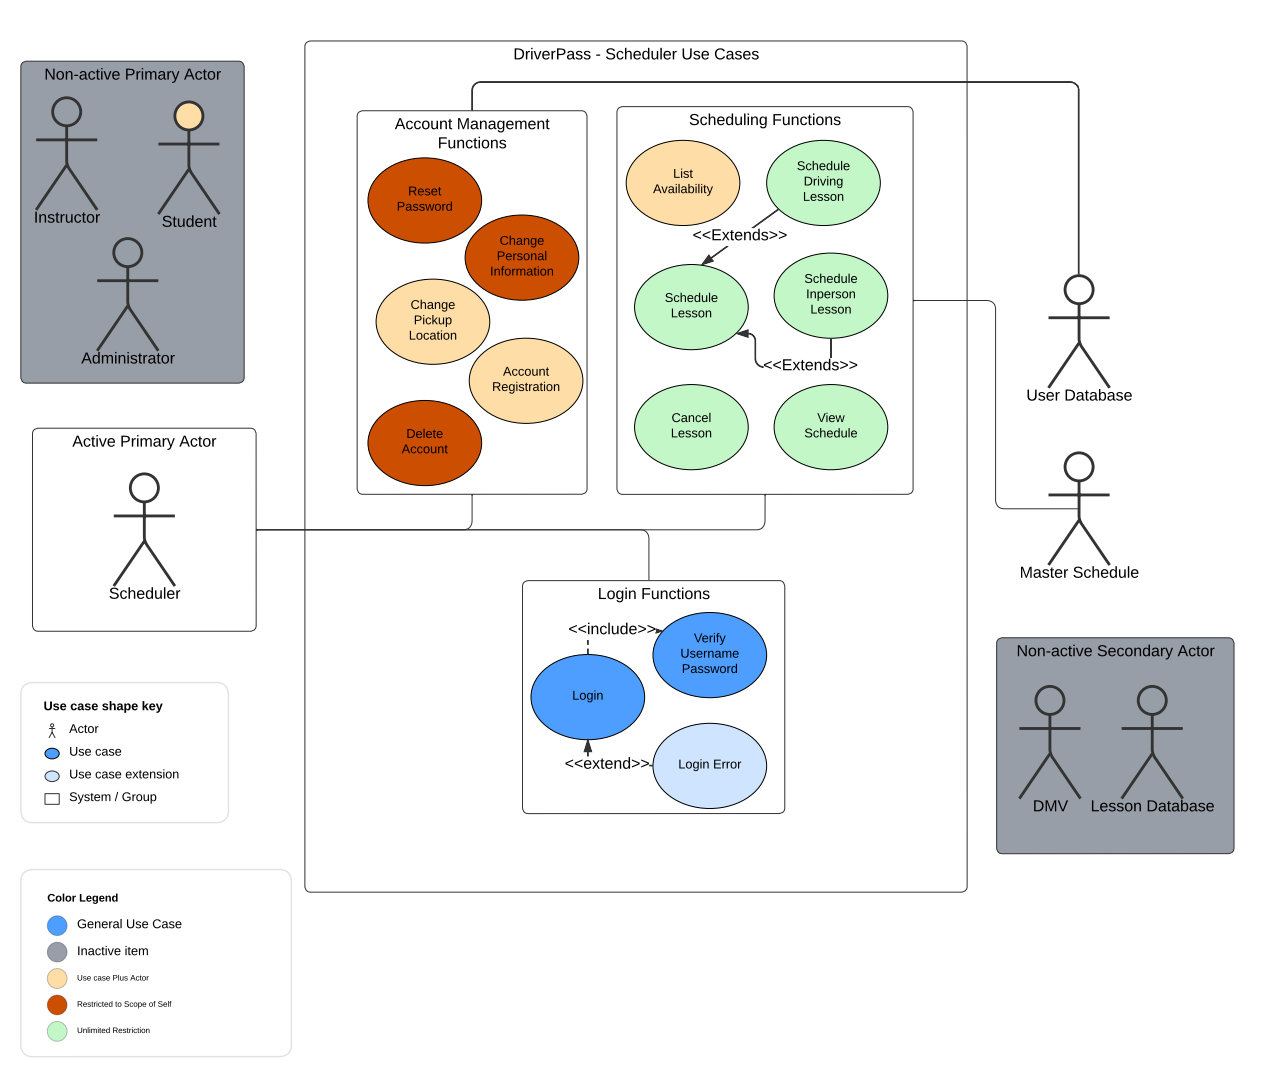 DriverPass - Scheduler Use Cases
Non-active Primary Actor
Instructor
Student
Administrator
Active Primary Actor
Scheduler
Account Management
Functions
Reset
Password
Change
Personal
Information
Change
Pickup
Location
Account
Registration
Delete
Account
Scheduling Functions
List
Availability
Schedule
Driving
Lesson
<<Extends>>
Schedule
Lesson
Schedule
Inperson
Lesson
<<Extends>>
Cancel
Lesson
View
Schedule
Login Functions
<<include>>
Verify
Username
Password
Login
<<extend>>
Login Error
User Database
Master Schedule
Non-active Secondary Actor
DMV
Lesson Database
Use case shape key
Actor
Use case
Use case extension
System / Group
Color Legend
General Use Case
Inactive item
Use case Plus Actor
Restricted to Scope of Self
Unlimited Restriction